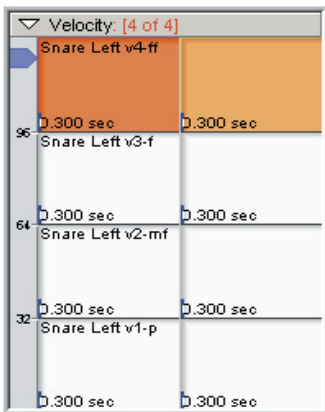 Velocity: [4 of 4]
Snare Left v4-ff
0.300 sec 0.300 sec
96
Snare Left v3-f
0.300 sec 0.300 sec
64
Snare Left v2-mf
0.300 sec 0.300 sec
32
Snare Left v1-p
0.300 sec 0.300 sec